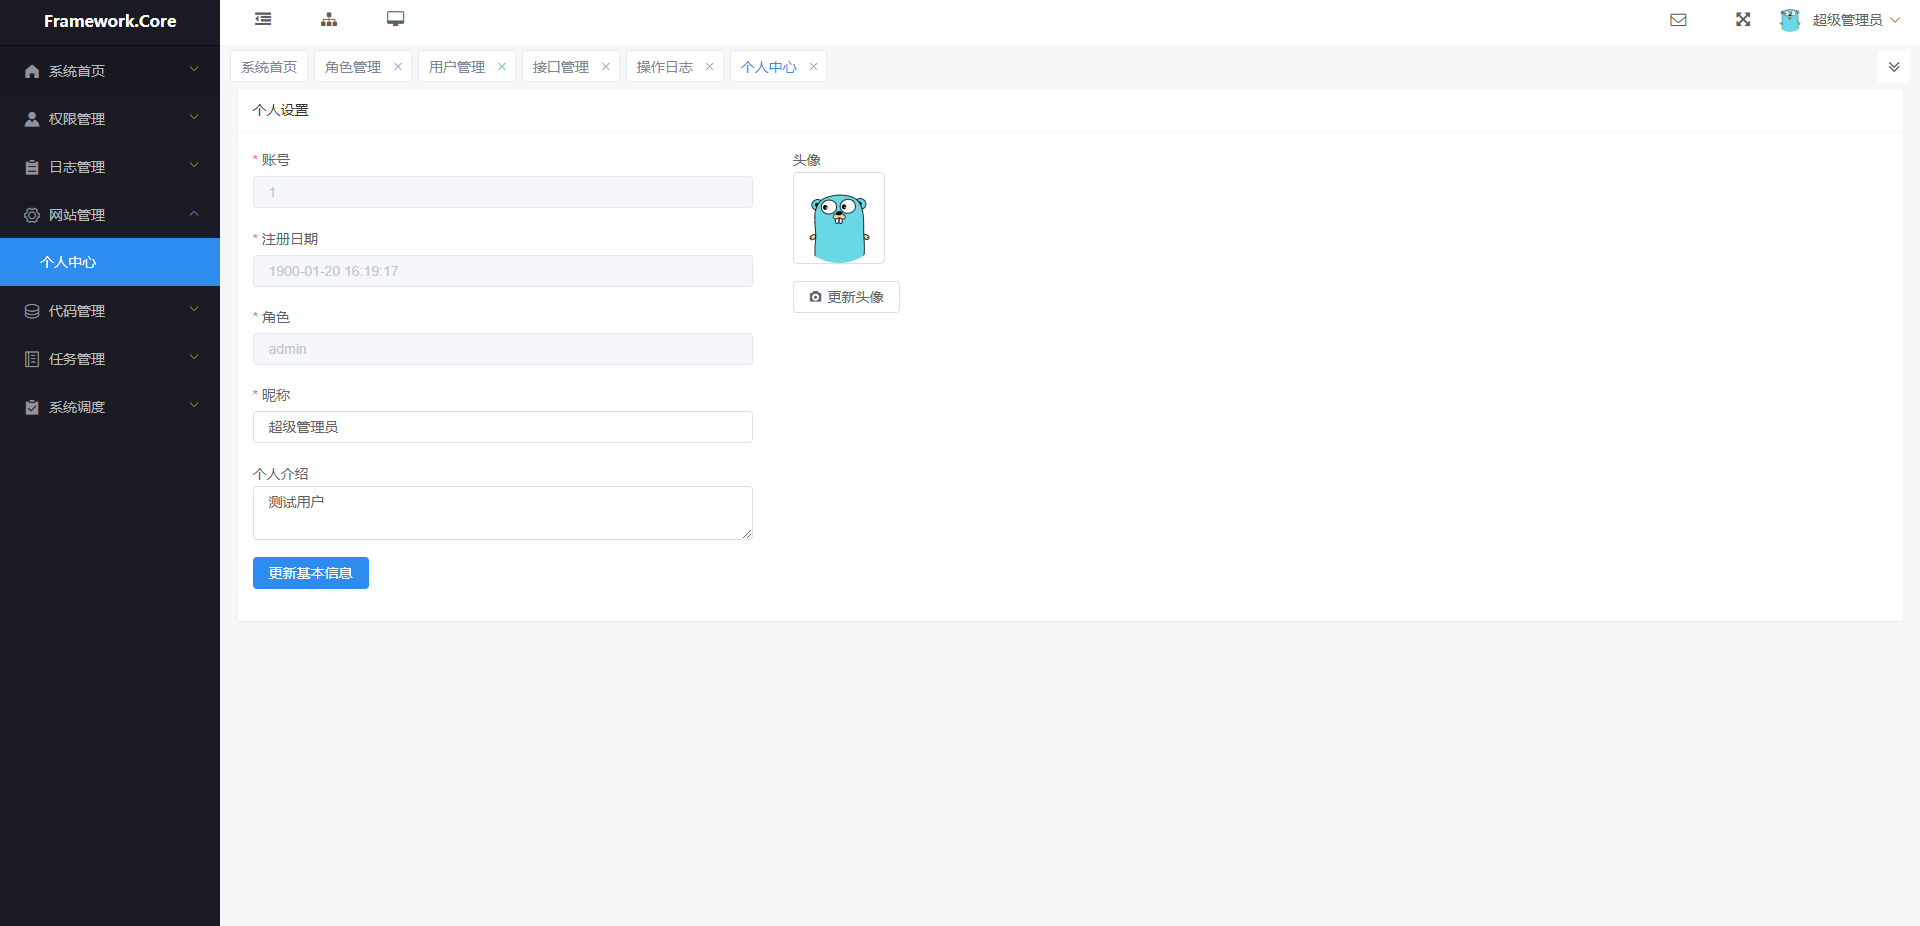 Framework.Core
超级管理员
系统首页
权限管理
日志管理
网站管理
个人中心
代码管理
任务管理
系统调度
系统首页
角色管理
用户管理
接口管理
操作日志
个人中心
个人设置
* 账号
1
* 注册日期
1900-01-20 16:19:17
* 角色
admin
* 昵称
超级管理员
个人介绍
测试用户
更新基本信息
头像
更新头像